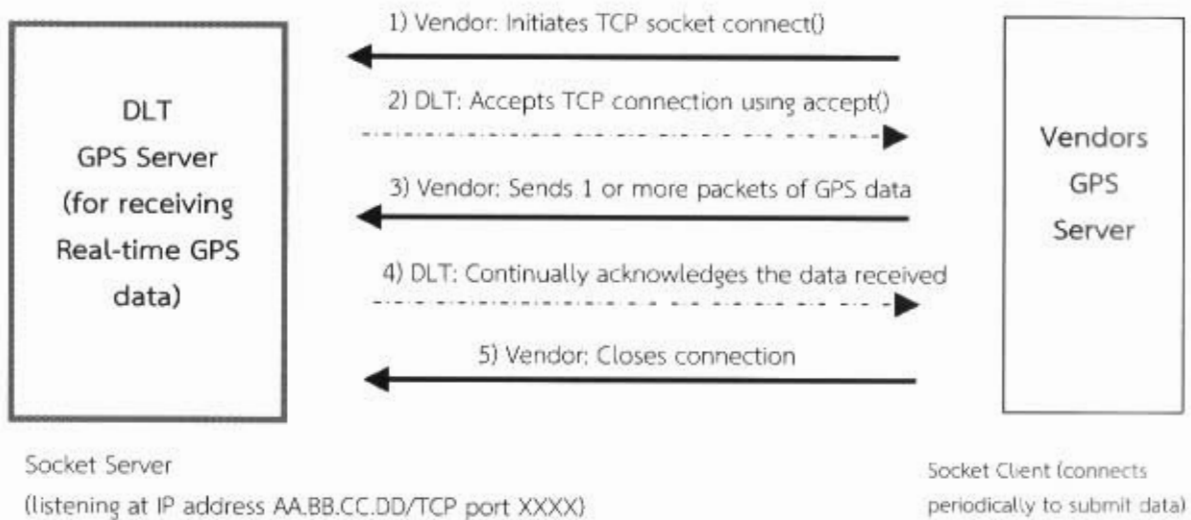 1) Vendor: Initiates TCP socket connect()
2) DLT: Accepts TCP connection using accept()
3) Vendor: Sends 1 or more packets of GPS data
4) DLT: Continually acknowledges the data received
5) Vendor: Closes connection
DLT
GPS Server
(for receiving
Real-time GPS
data)
Vendors
GPS
Server
Socket Server
(listening at IP address AA.BB.CC.DD/TCP port XXXX)
Socket Client (connects
periodically to submit data)